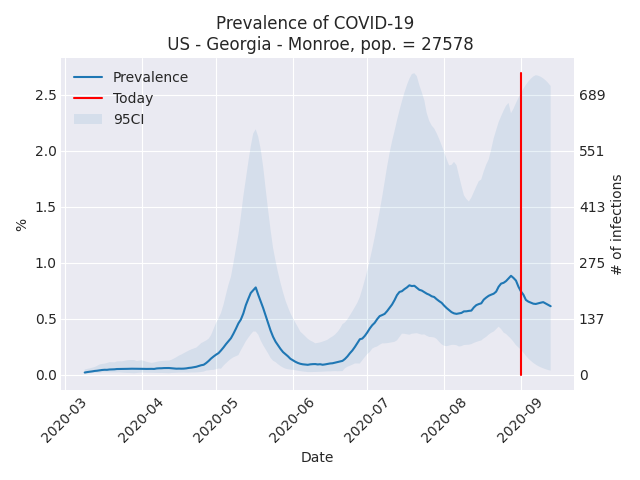 Prevalence of COVID-19
US - Georgia - Monroe, pop. = 27578
Prevalence
Today
95CI
%
2.5
2.0
1.5
1.0
0.5
0.0
689
551
413
275
137
0
# of infections
2020-03
2020-04
2020-05
2020-06
2020-07
2020-08
2020-09
Date